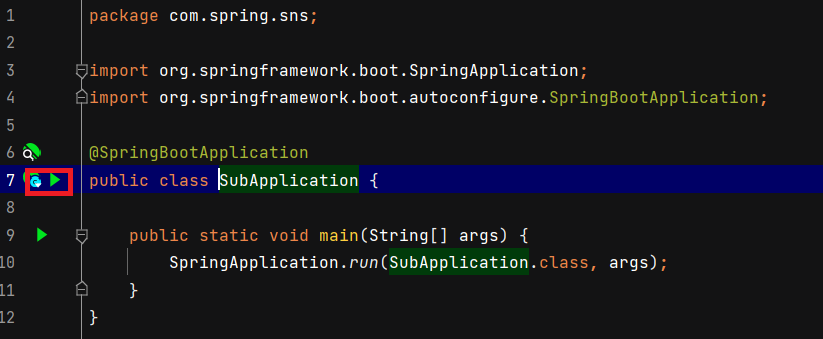 1 package com.spring.sns;
2
3 import org.springframework.boot.SpringApplication;
4 import org.springframework.boot.autoconfigure.SpringBootApplication;
5
6 @SpringBootApplication
7 public class SubApplication {
8
9 public static void main(String[] args) {
10 SpringApplication.run(SubApplication.class, args);
11 }
12 }